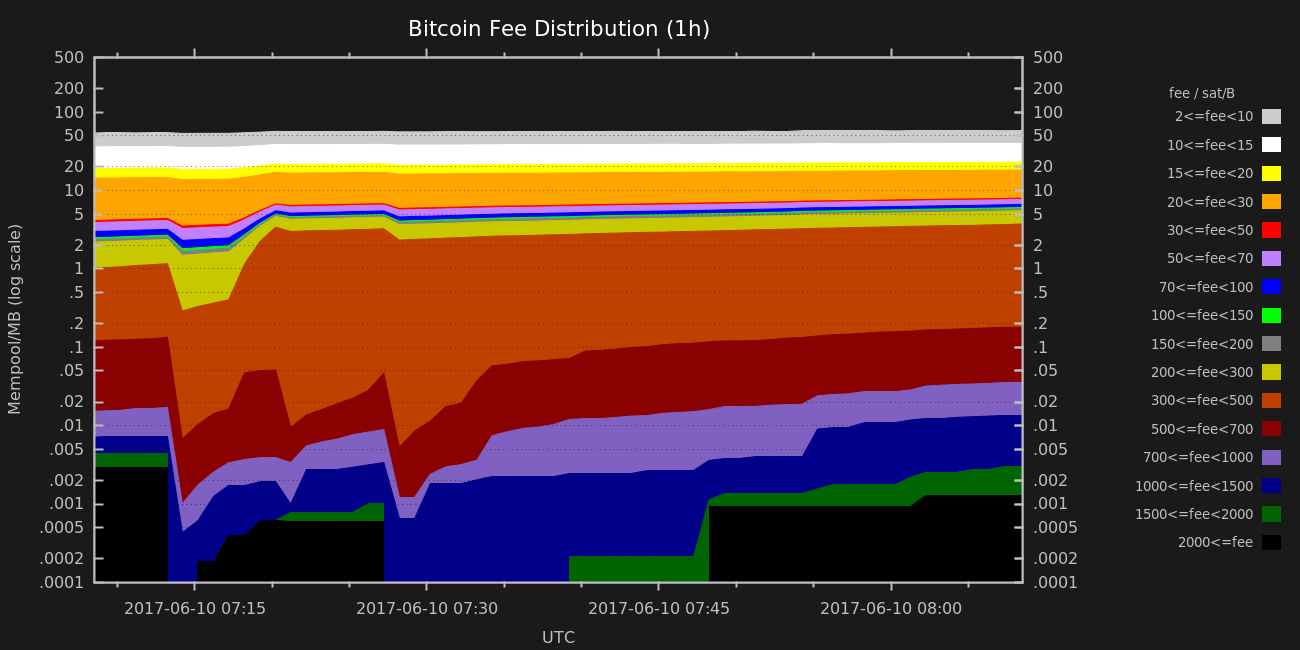 Bitcoin Fee Distribution (1h)
500
200
100
50
20
10
5
2
1
.5
.2
.1
.05
.02
.01
.005
.002
.001
.0005
.0002
.0001
Mempool/MB (log scale)
500
200
100
50
20
10
5
2
1
.5
.2
.1
.05
.02
.01
.005
.002
.001
.0005
.0002
.0001
2017-06-10 07:15 2017-06-10 07:30 2017-06-10 07:45 2017-06-10 08:00
UTC
fee / sat/B
2<=fee<10
10<=fee<15
15<=fee<20
20<=fee<30
30<=fee<50
50<=fee<70
70<=fee<100
100<=fee<150
150<=fee<200
200<=fee<300
300<=fee<500
500<=fee<700
700<=fee<1000
1000<=fee<1500
1500<=fee<2000
2000<=fee